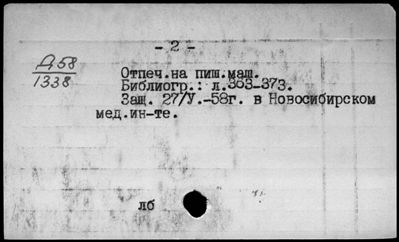 - 2 -
Д58
1338
Отпеч.на пиш.маш.
Библиогр.: л.363-373.
Защ. 27/У.-58г. в Новосибирском
мед.ин-те.
лб